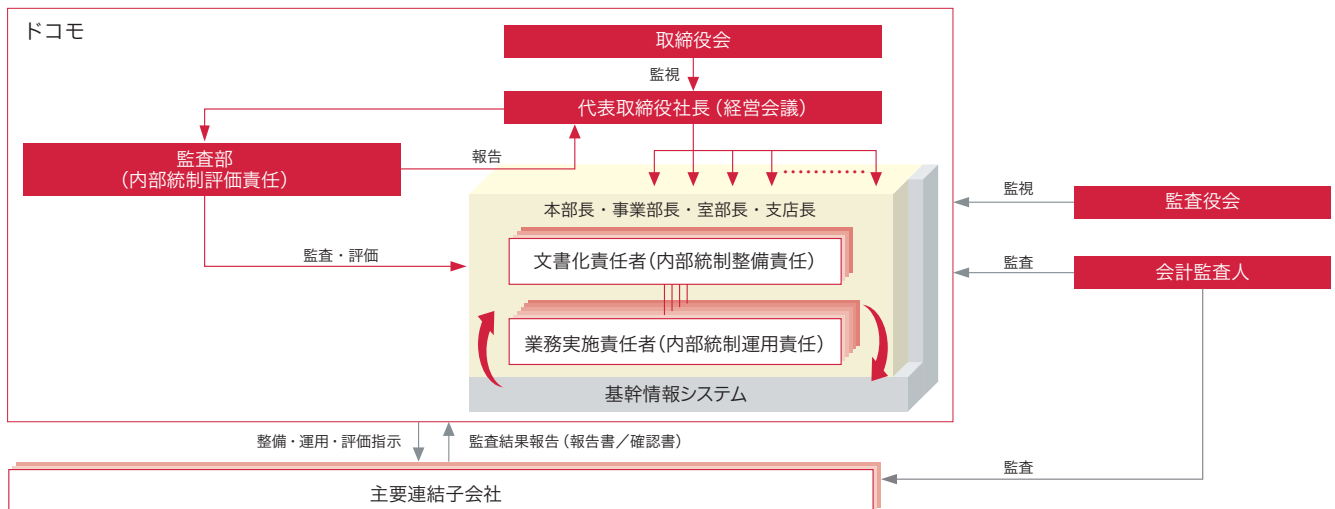 ドコモ
取締役会
監視
代表取締役社長(経営会議)
監査部
(内部統制評価責任)
報告
本部長・事業部長・室部長・支店長
監視
監査役会
文書化責任者(内部統制整備責任)
監査・評価
監査
会計監査人
業務実施責任者(内部統制運用責任)
基幹情報システム
整備・運用・評価指示
監査結果報告(報告書/確認書)
監査
主要連結子会社